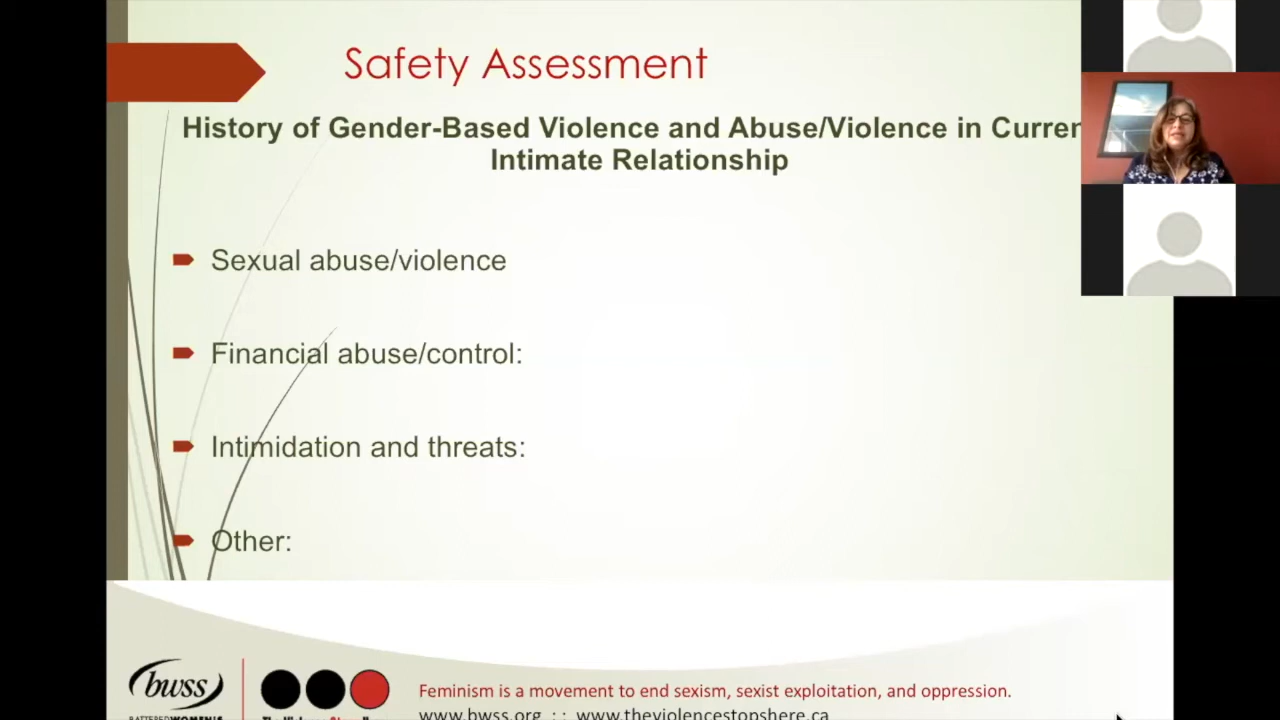 Safety Assessment
History of Gender-Based Violence and Abuse/Violence in Curren
Intimate Relationship
Sexual abuse/violence
Financial abuse/control:
Intimidation and threats:
Other:
bwss
BATTERED WOMEN'S
Feminism is a movement to end sexism, sexist exploitation, and oppression.
www.bwss.org : : www.theviolencestopshere.ca